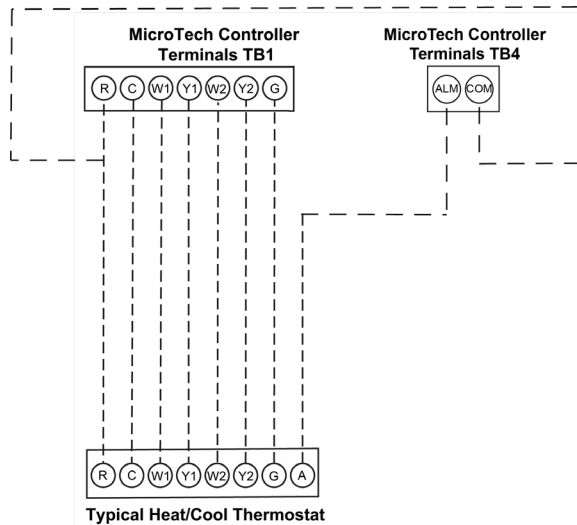 MicroTech Controller
Terminals TB1
R C W1 Y1 W2 Y2 G
MicroTech Controller
Terminals TB4
ALM COM
R C W1 Y1 W2 Y2 G A
Typical Heat/Cool Thermostat